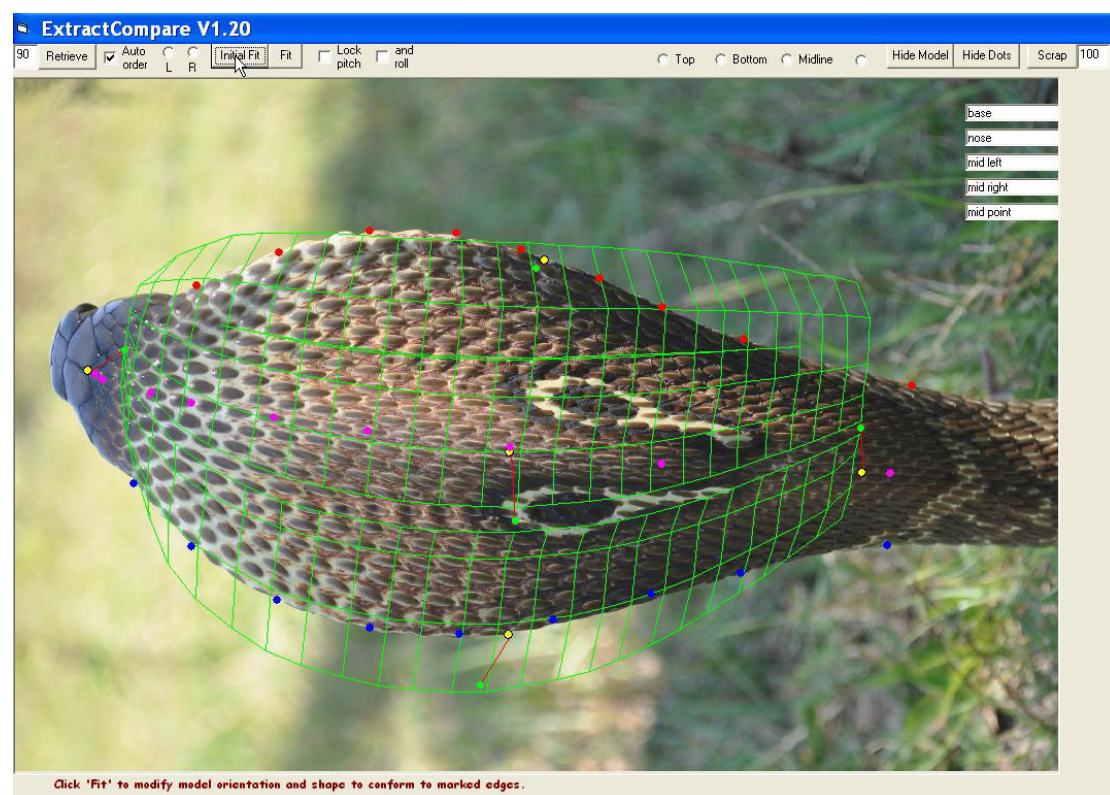 ExtractCompare V1.20
90 Retrieve Auto order L R Initial Fit Fit Lock pitch and roll Top Bottom Midline Hide Model Hide Dots Scrap 100
base
nose
mid left
mid right
mid point
Click 'Fit' to modify model orientation and shape to conform to marked edges.